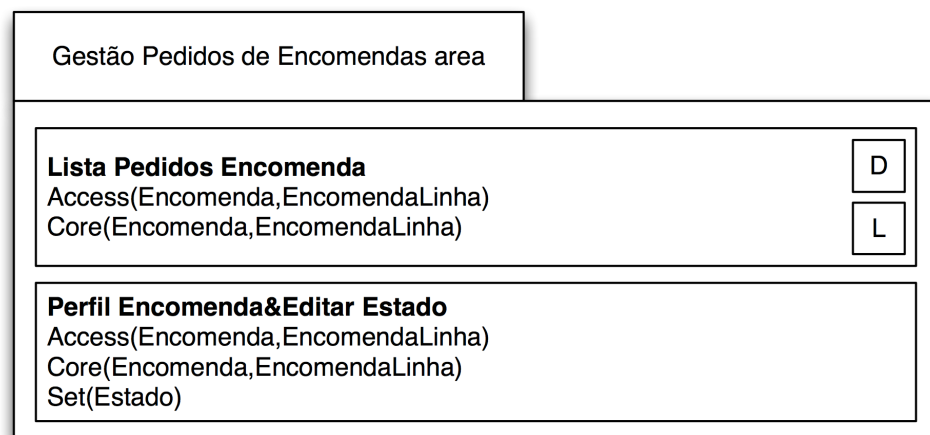 Gestão Pedidos de Encomendas area
Lista Pedidos Encomenda
D
Access(Encomenda,EncomendaLinha)
Core(Encomenda,EncomendaLinha)
L
Perfil Encomenda&Editar Estado
Access(Encomenda,EncomendaLinha)
Core(Encomenda,EncomendaLinha)
Set(Estado)